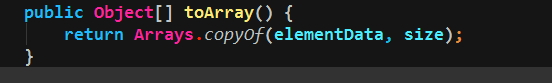 public Object[] toArray() {
    return Arrays.copyOf(elementData, size);
}